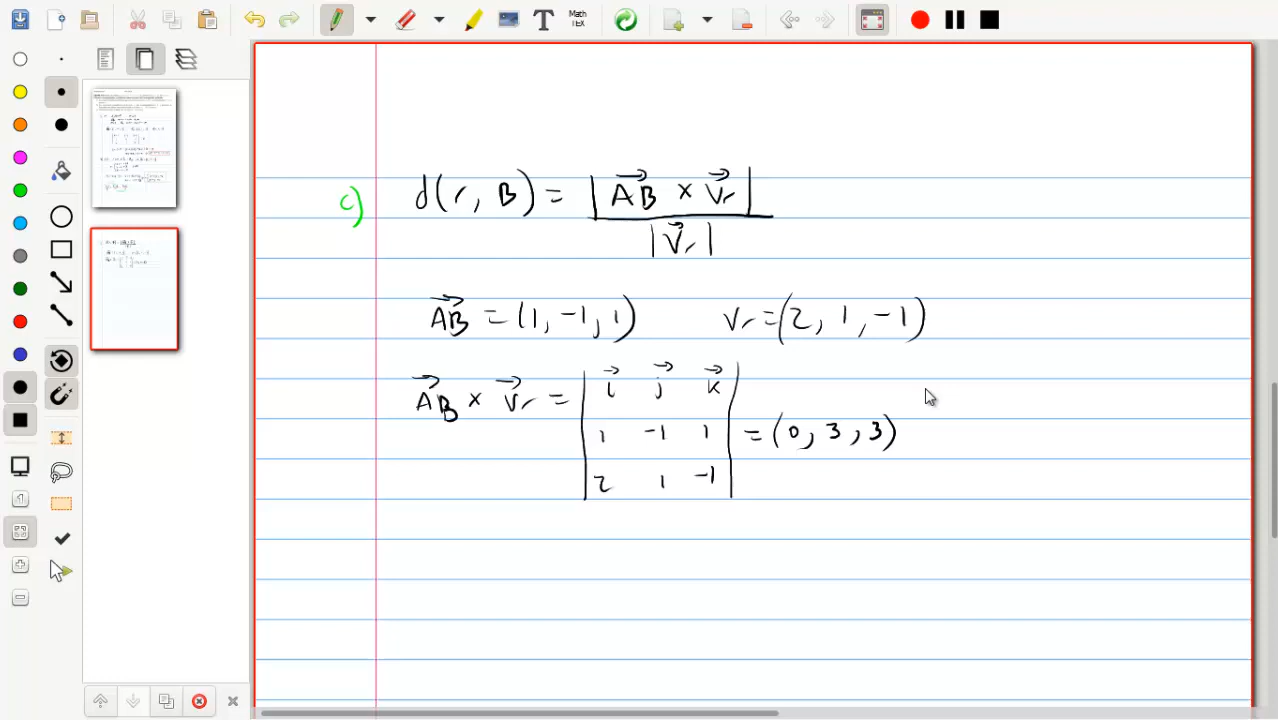 Math
TEX
c) d(r, B) = |AB × Vr|
|Vr|
AB = (1, -1, 1) Vr = (2, 1, -1)
AB × Vr = | i j k |
| 1 -1 1 | = (0, 3, 3)
| 2 1 -1 |